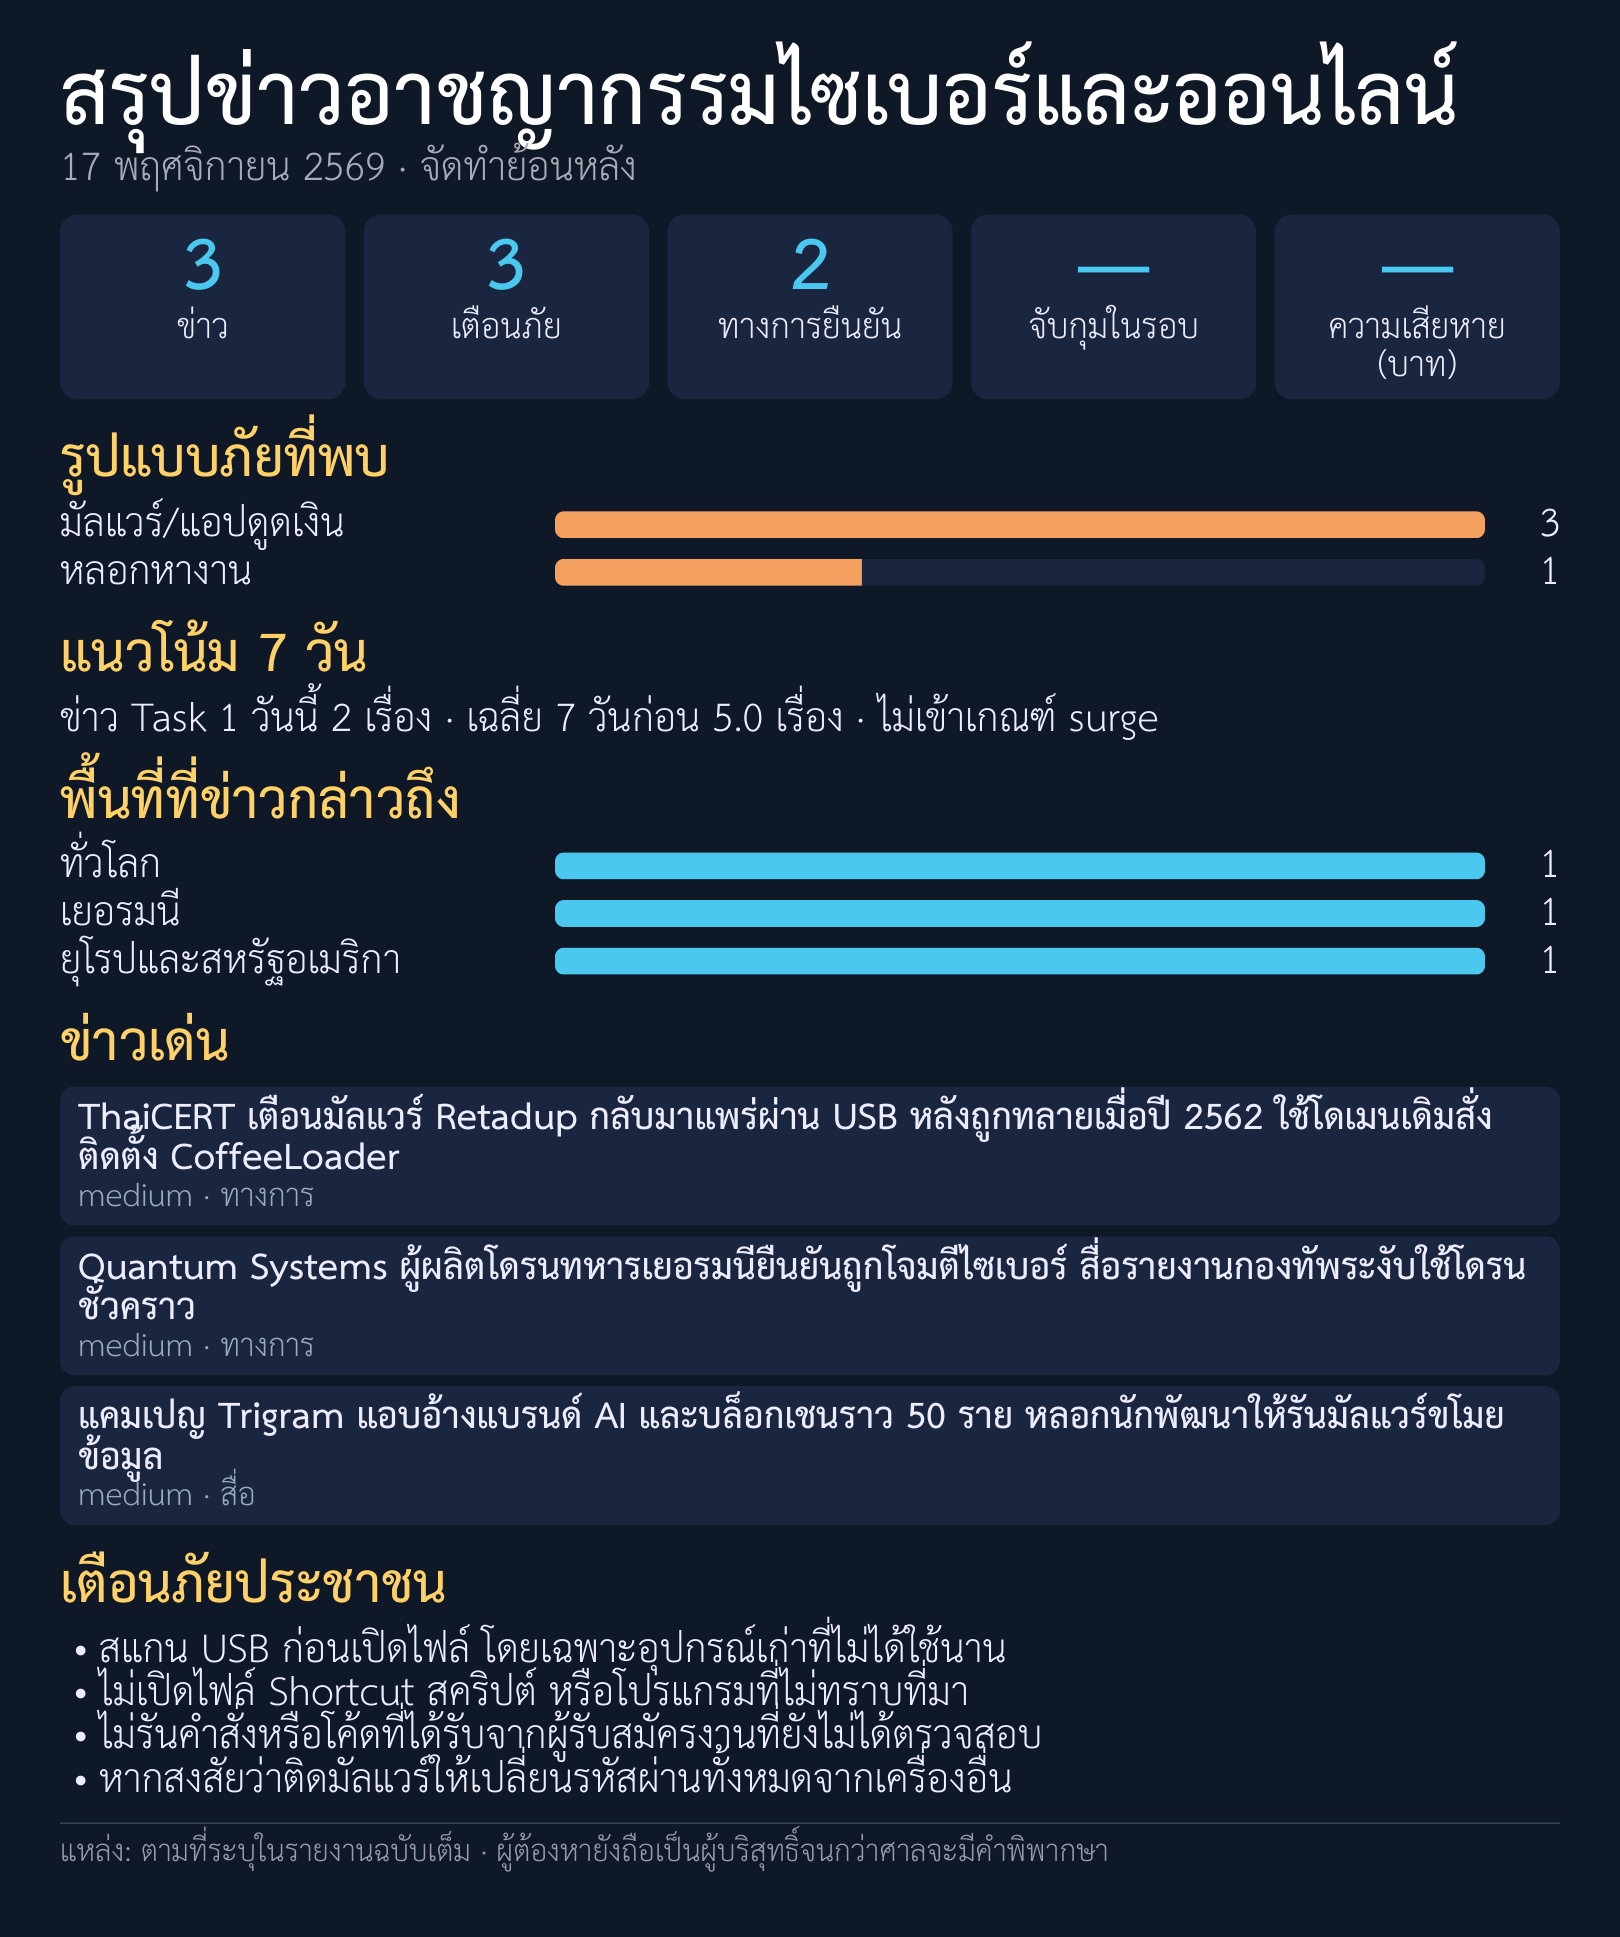 สรุปข่าวอาชญากรรมไซเบอร์และออนไลน์
17 พฤศจิกายน 2569 · จัดทำย้อนหลัง
3
ข่าว
3
เตือนภัย
2
ทางการยืนยัน
—
จับกุมในรอบ
—
ความเสียหาย
(บาท)
รูปแบบภัยที่พบ
มัลแวร์/แอปดูดเงิน 3
หลอกหางาน 1
แนวโน้ม 7 วัน
ข่าว Task 1 วันนี้ 2 เรื่อง · เฉลี่ย 7 วันก่อน 5.0 เรื่อง · ไม่เข้าเกณฑ์ surge
พื้นที่ที่ข่าวกล่าวถึง
ทั่วโลก 1
เยอรมนี 1
ยุโรปและสหรัฐอเมริกา 1
ข่าวเด่น
ThaiCERT เตือนมัลแวร์ Retadup กลับมาแพร่ผ่าน USB หลังถูกทลายเมื่อปี 2562 ใช้โดเมนเดิมสั่ง
ติดตั้ง CoffeeLoader
medium · ทางการ
Quantum Systems ผู้ผลิตโดรนทหารเยอรมนียืนยันถูกโจมตีไซเบอร์ สื่อรายงานกองทัพระงับใช้โดรน
ชั่วคราว
medium · ทางการ
แคมเปญ Trigram แอบอ้างแบรนด์ AI และบล็อกเชนราว 50 ราย หลอกนักพัฒนาให้รันมัลแวร์ขโมย
ข้อมูล
medium · สื่อ
เตือนภัยประชาชน
• สแกน USB ก่อนเปิดไฟล์ โดยเฉพาะอุปกรณ์เก่าที่ไม่ได้ใช้นาน
• ไม่เปิดไฟล์ Shortcut สคริปต์ หรือโปรแกรมที่ไม่ทราบที่มา
• ไม่รันคำสั่งหรือโค้ดที่ได้รับจากผู้รับสมัครงานที่ยังไม่ได้ตรวจสอบ
• หากสงสัยว่าติดมัลแวร์ให้เปลี่ยนรหัสผ่านทั้งหมดจากเครื่องอื่น
แหล่ง: ตามที่ระบุในรายงานฉบับเต็ม · ผู้ต้องหายังถือเป็นผู้บริสุทธิ์จนกว่าศาลจะมีคำพิพากษา